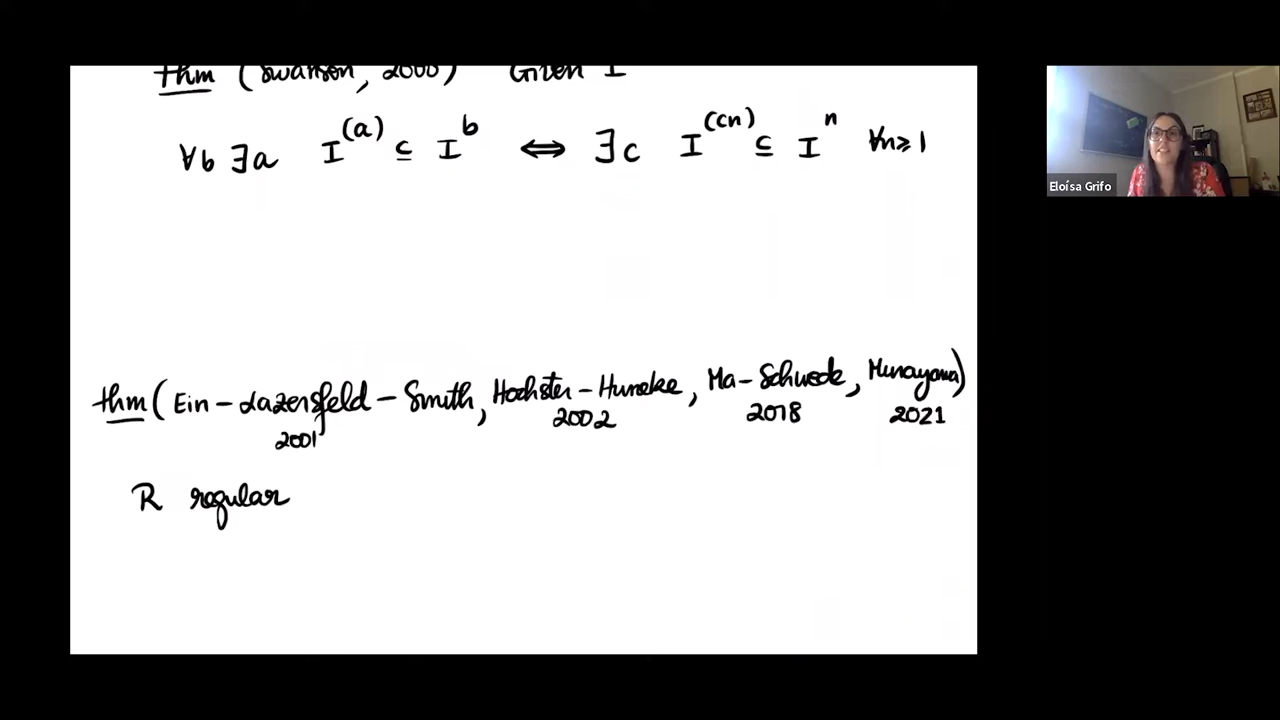 thm (Swanson, 2000) Given I
∀b ∃a I^(a) ⊆ I^b ⟺ ∃c I^(cn) ⊆ I^n ∀n⩾1
Eloísa Grifo
thm (Ein-Lazersfeld-Smith, Hochster-Huneke, Ma-Schwede, Murayama)
2001 2002 2018 2021
R regular